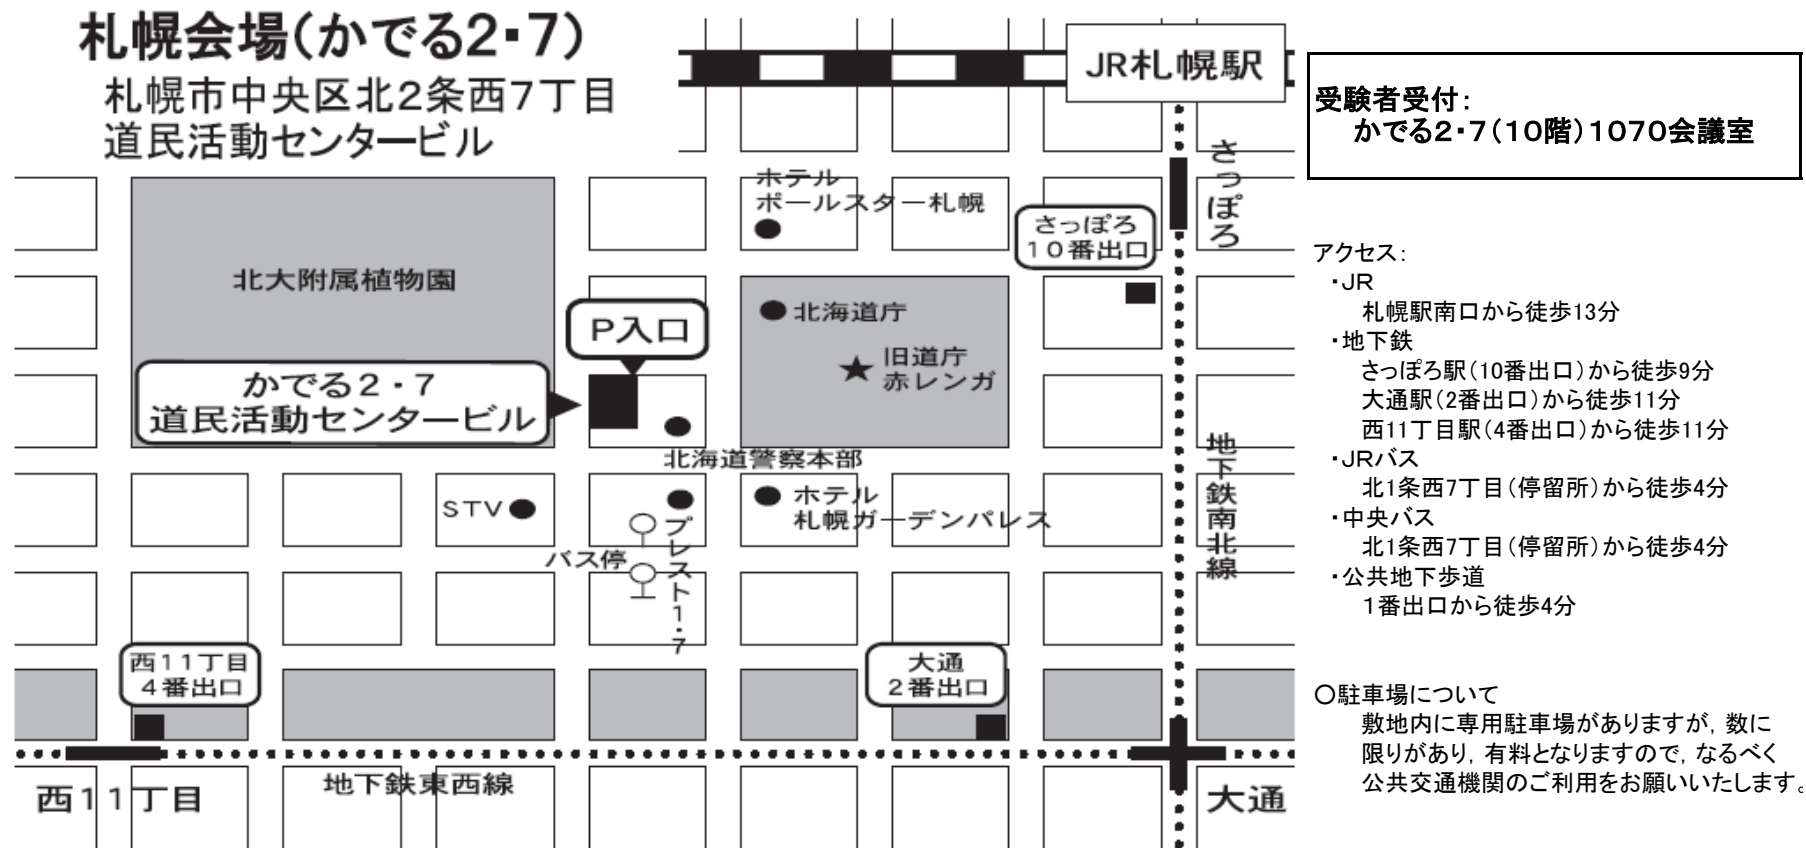 札幌会場(かでる2・7)
札幌市中央区北2条西7丁目
道民活動センタービル
JR札幌駅
さっぽろ
ホテル
ポールスター札幌
さっぽろ
10番出口
北大附属植物園
P入口
北海道庁
旧道庁
赤レンガ
かでる2・7
道民活動センタービル
北海道警察本部
STV
ホテル
札幌ガーデンパレス
プレスト1・7
バス停
地下鉄南北線
西11丁目
4番出口
大通
2番出口
地下鉄東西線
西11丁目
大通
受験者受付:
かでる2・7(10階)1070会議室
アクセス:
・JR
札幌駅南口から徒歩13分
・地下鉄
さっぽろ駅(10番出口)から徒歩9分
大通駅(2番出口)から徒歩11分
西11丁目駅(4番出口)から徒歩11分
・JRバス
北1条西7丁目(停留所)から徒歩4分
・中央バス
北1条西7丁目(停留所)から徒歩4分
・公共地下歩道
1番出口から徒歩4分
○駐車場について
敷地内に専用駐車場がありますが，数に
限りがあり，有料となりますので，なるべく
公共交通機関のご利用をお願いいたします。